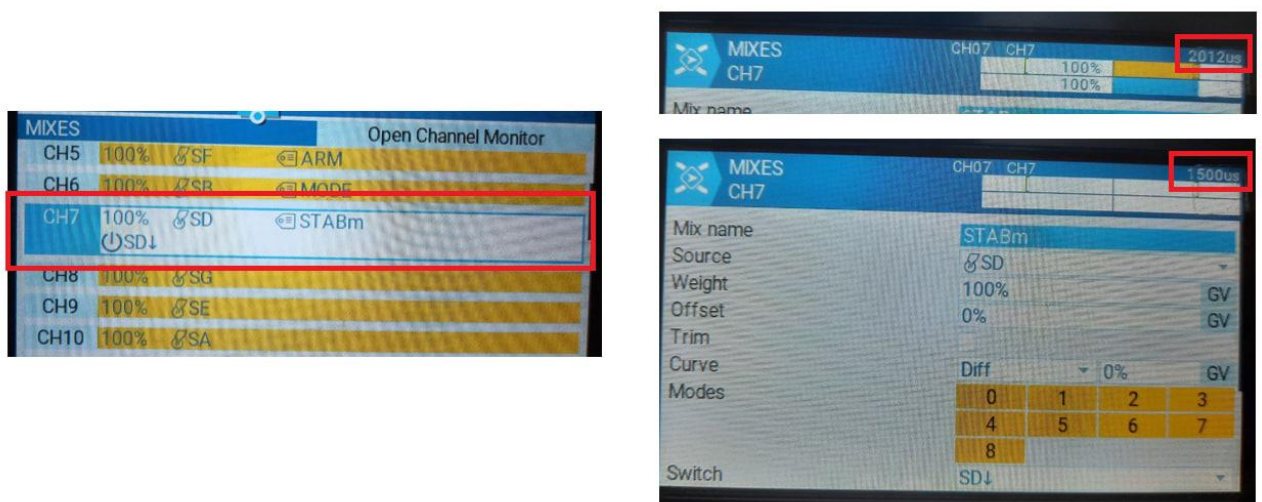 MIXES
Open Channel Monitor
CH5 100% SF ARM
CH6 100% SB MODE
CH7 100% SD STABm
SD↓
CH8 100% SG
CH9 100% SE
CH10 100% SA
MIXES
CH7
CH07 CH7
2012us
100%
100%
Mix name
STABm
MIXES
CH7
CH07 CH7
1500us
Mix name STABm
Source SD
Weight 100% GV
Offset 0% GV
Trim
Curve Diff 0% GV
Modes 0 1 2 3
4 5 6 7
8
Switch SD↓